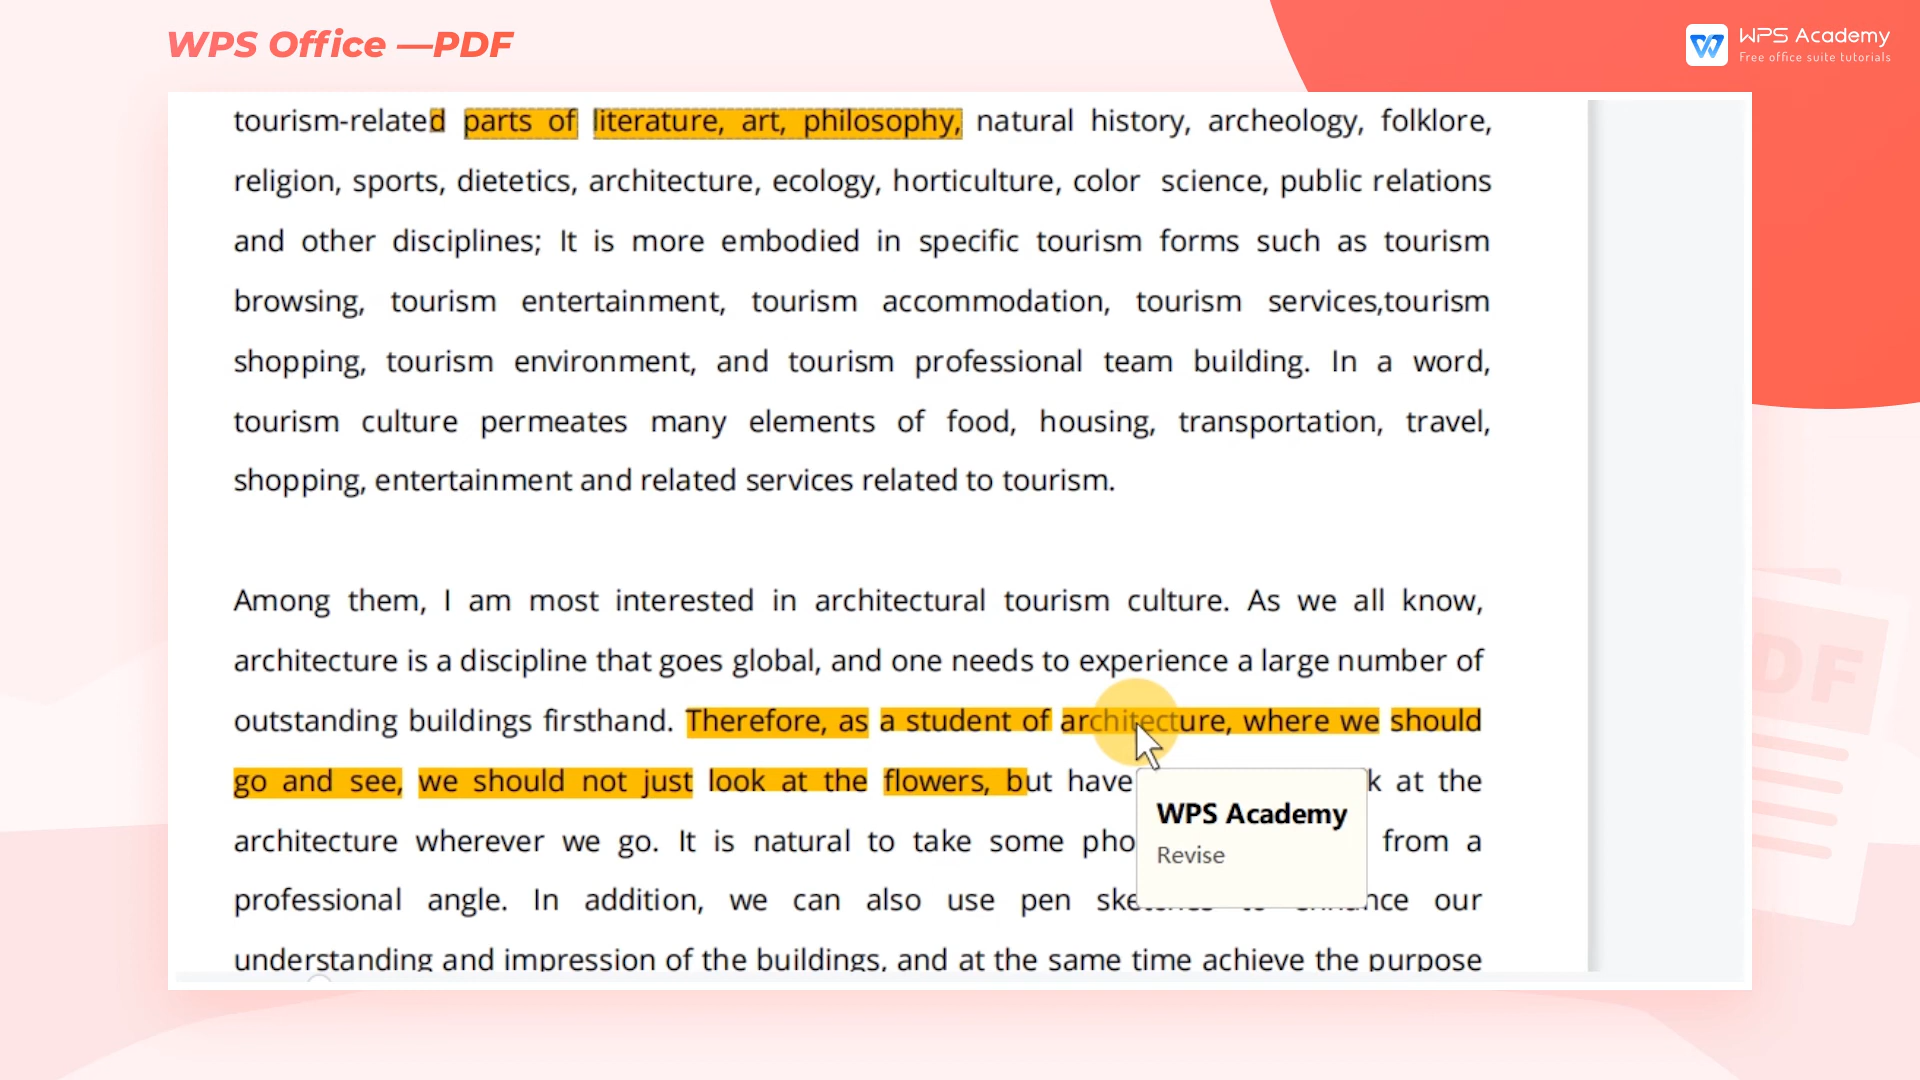 WPS Office —PDF
WPS Academy
Free office suite tutorials
tourism-related parts of literature, art, philosophy, natural history, archeology, folklore,
religion, sports, dietetics, architecture, ecology, horticulture, color science, public relations
and other disciplines; It is more embodied in specific tourism forms such as tourism
browsing, tourism entertainment, tourism accommodation, tourism services,tourism
shopping, tourism environment, and tourism professional team building. In a word,
tourism culture permeates many elements of food, housing, transportation, travel,
shopping, entertainment and related services related to tourism.
Among them, I am most interested in architectural tourism culture. As we all know,
architecture is a discipline that goes global, and one needs to experience a large number of
outstanding buildings firsthand. Therefore, as a student of architecture, where we should
go and see, we should not just look at the flowers, but have k at the
WPS Academy
Revise
architecture wherever we go. It is natural to take some pho from a
professional angle. In addition, we can also use pen our
understanding and impression of the buildings, and at the same time achieve the purpose
PDF